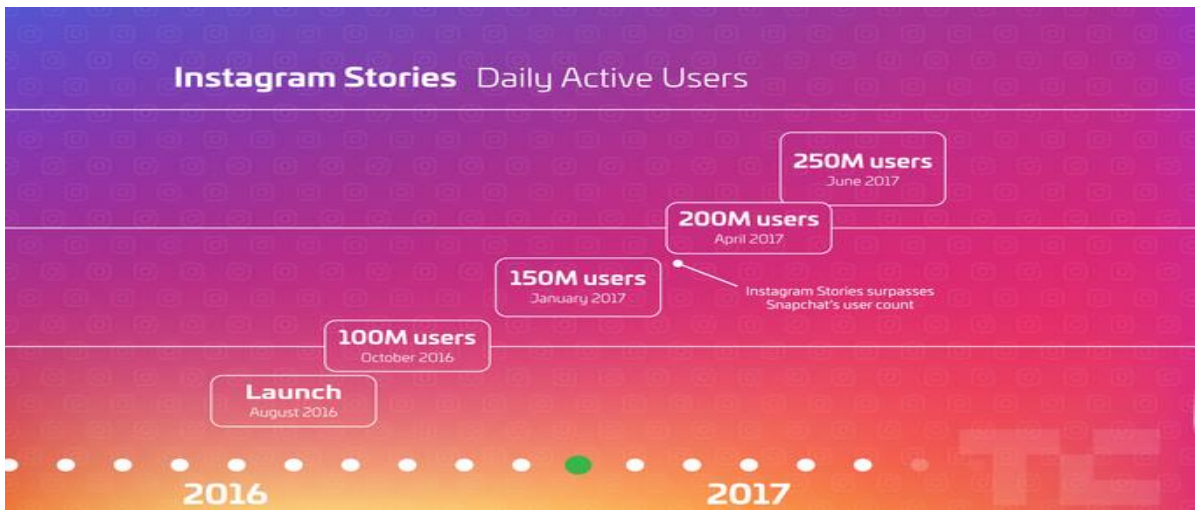 Instagram Stories Daily Active Users
250M users
June 2017
200M users
April 2017
150M users
January 2017
Instagram Stories surpasses
Snapchat's user count
100M users
October 2016
Launch
August 2016
2016
2017
TC